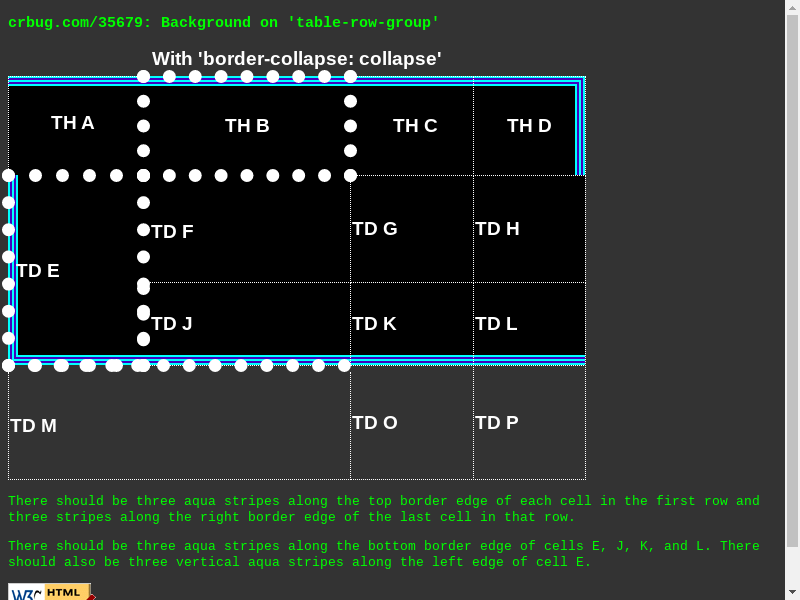 crbug.com/35679: Background on 'table-row-group'
With 'border-collapse: collapse'
TH A TH B TH C TH D
TD F TD G TD H
TD E
TD J TD K TD L
TD M TD O TD P
There should be three aqua stripes along the top border edge of each cell in the first row and
three stripes along the right border edge of the last cell in that row.
There should be three aqua stripes along the bottom border edge of cells E, J, K, and L. There
should also be three vertical aqua stripes along the left edge of cell E.
W3C HTML